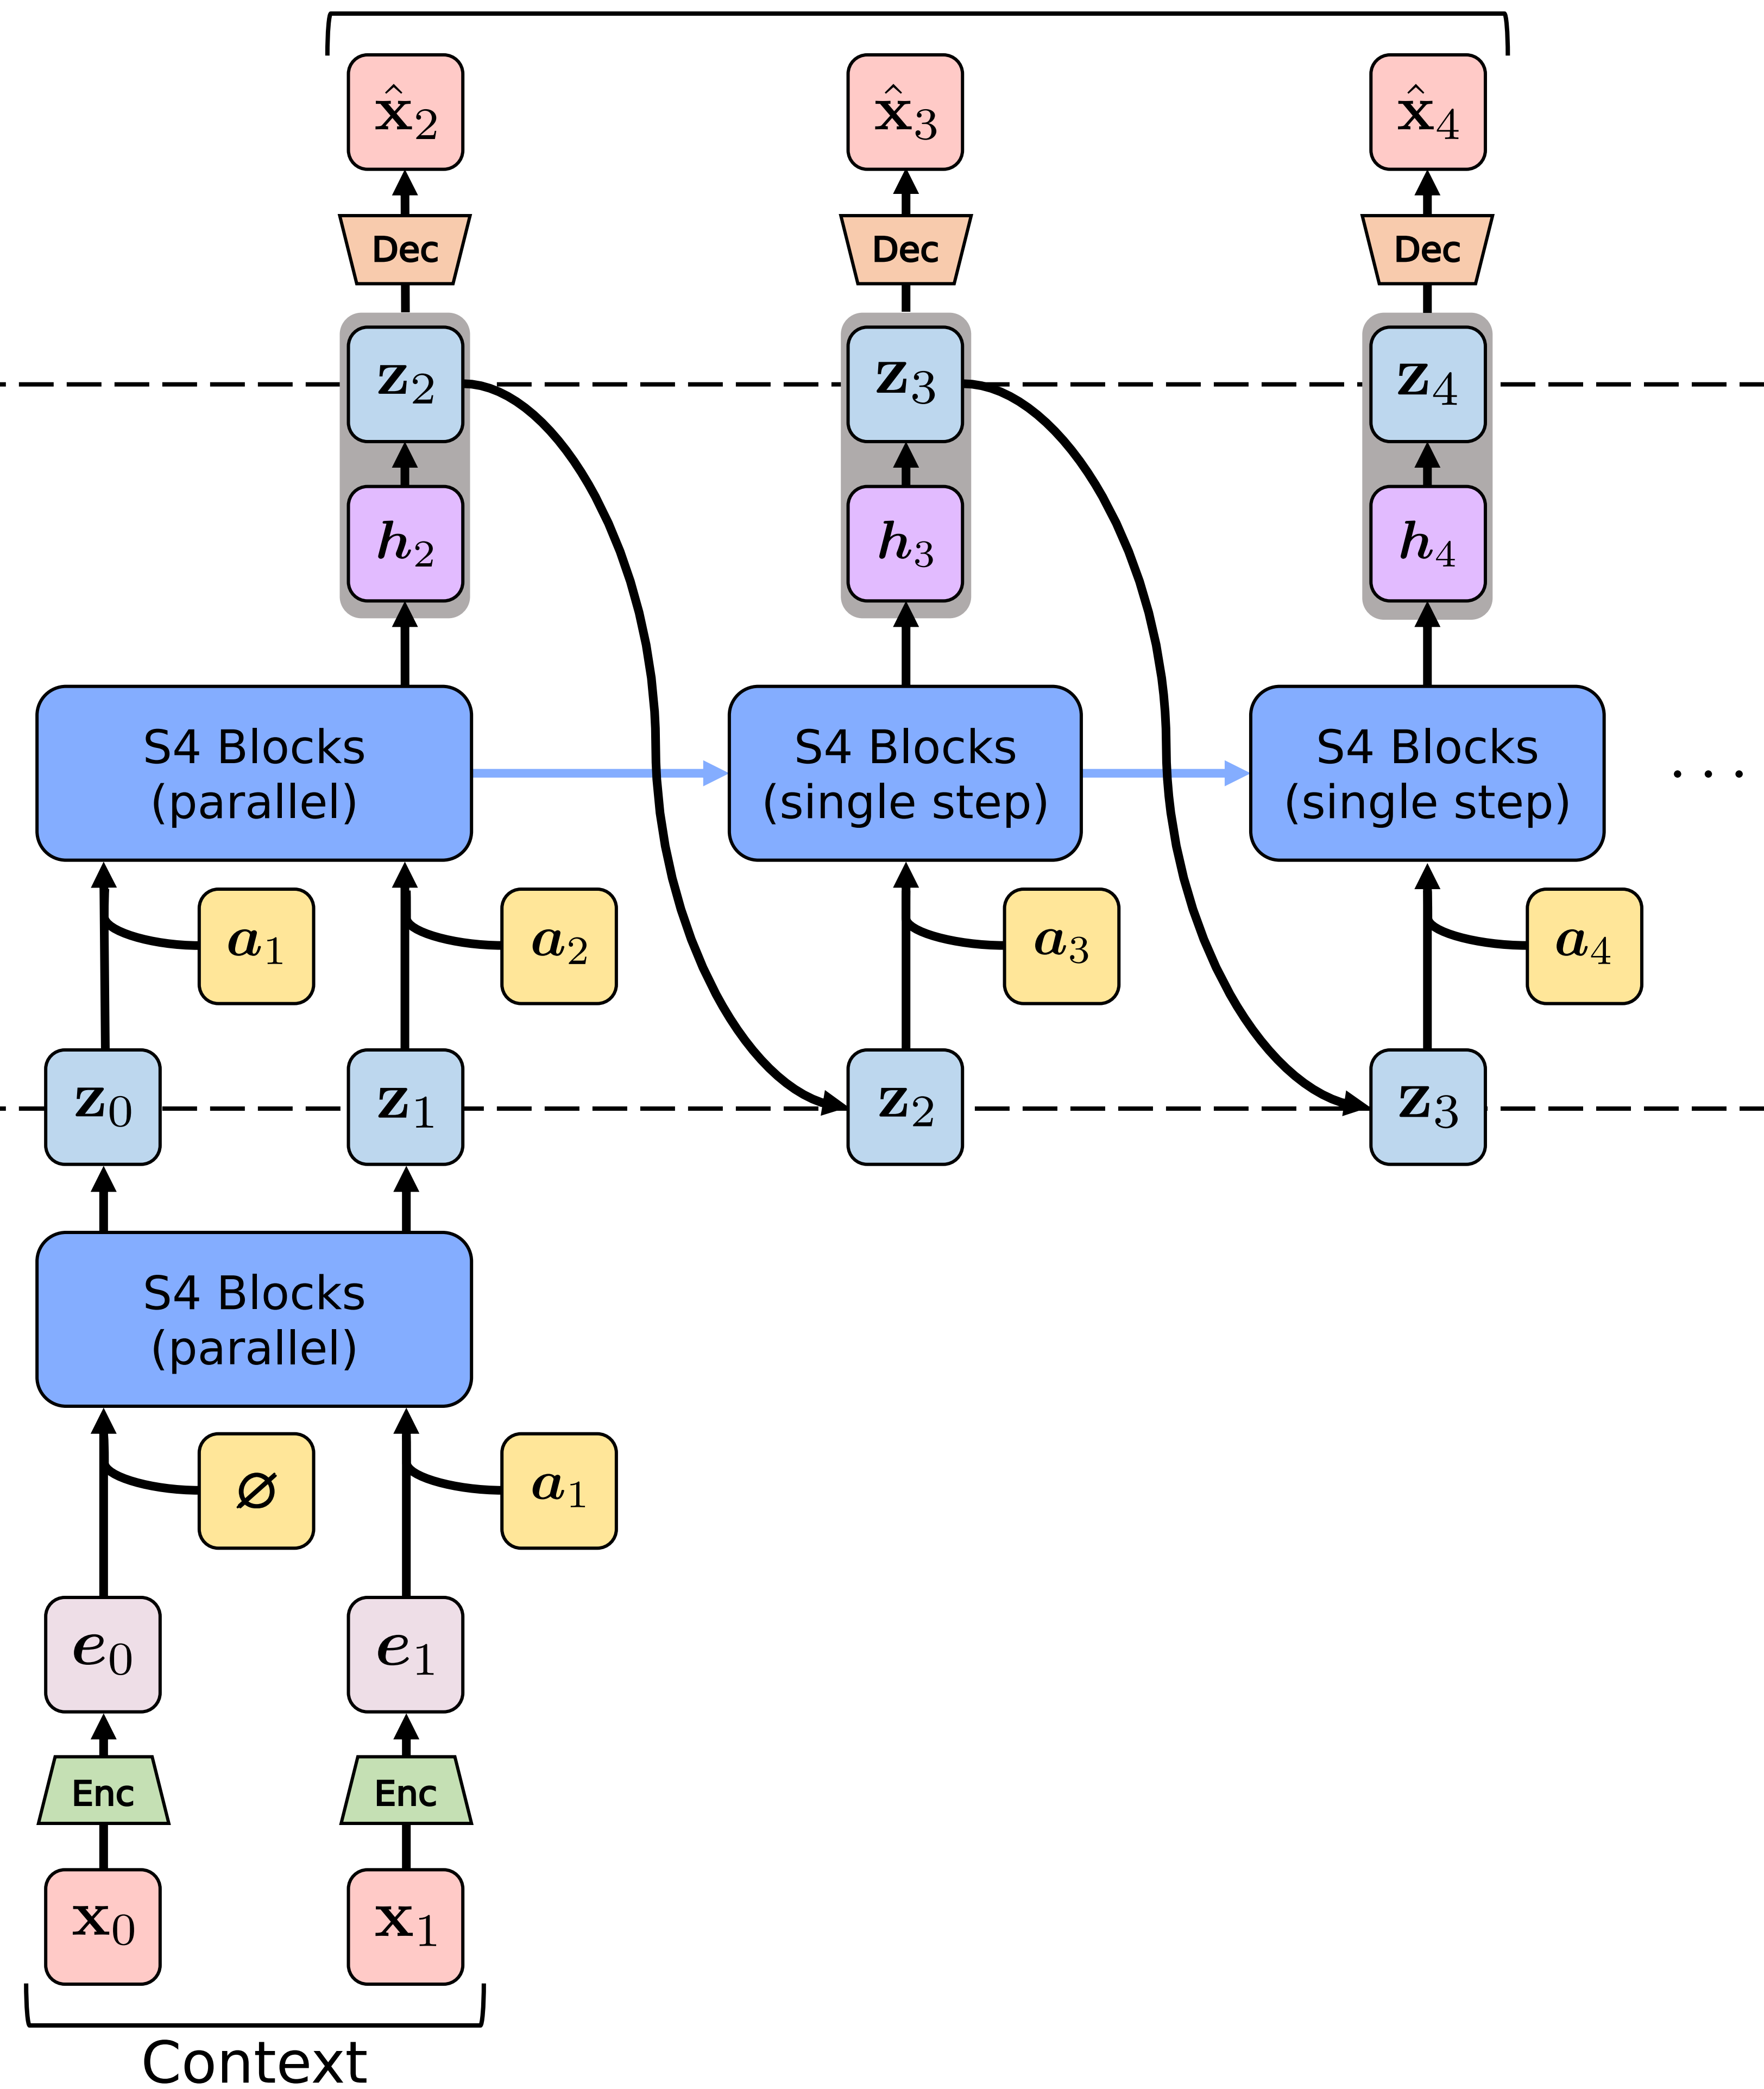 x̂₂ x̂₃ x̂₄
Dec Dec Dec
z₂ z₃ z₄
h₂ h₃ h₄
S4 Blocks
(parallel)
S4 Blocks
(single step)
S4 Blocks
(single step)
. . .
a₁ a₂ a₃ a₄
z₀ z₁ z₂ z₃
S4 Blocks
(parallel)
∅ a₁
e₀ e₁
Enc Enc
x₀ x₁
Context